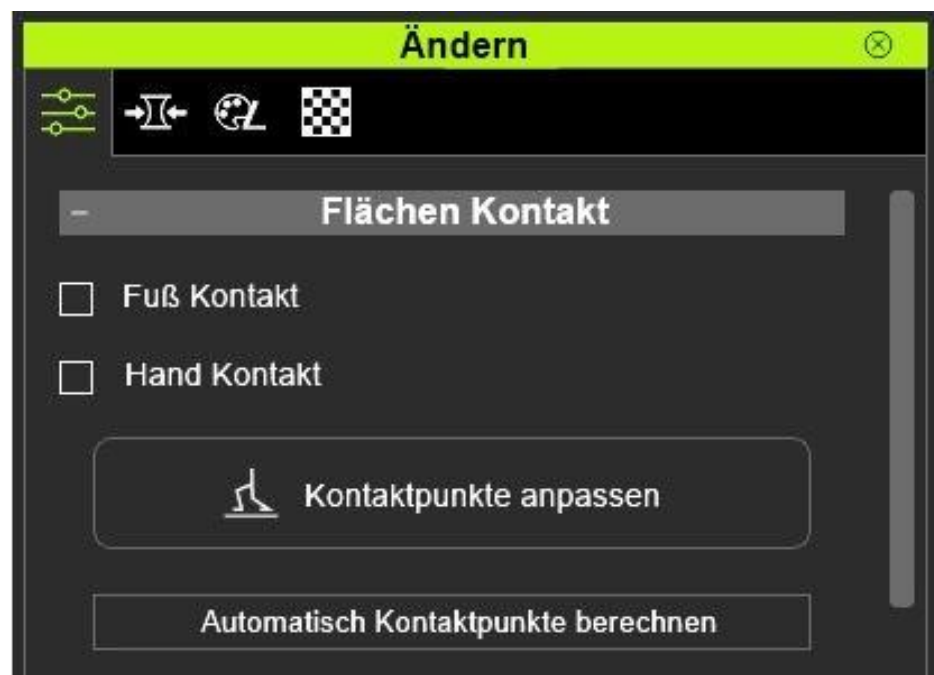 Ändern
Flächen Kontakt
Fuß Kontakt
Hand Kontakt
Kontaktpunkte anpassen
Automatisch Kontaktpunkte berechnen